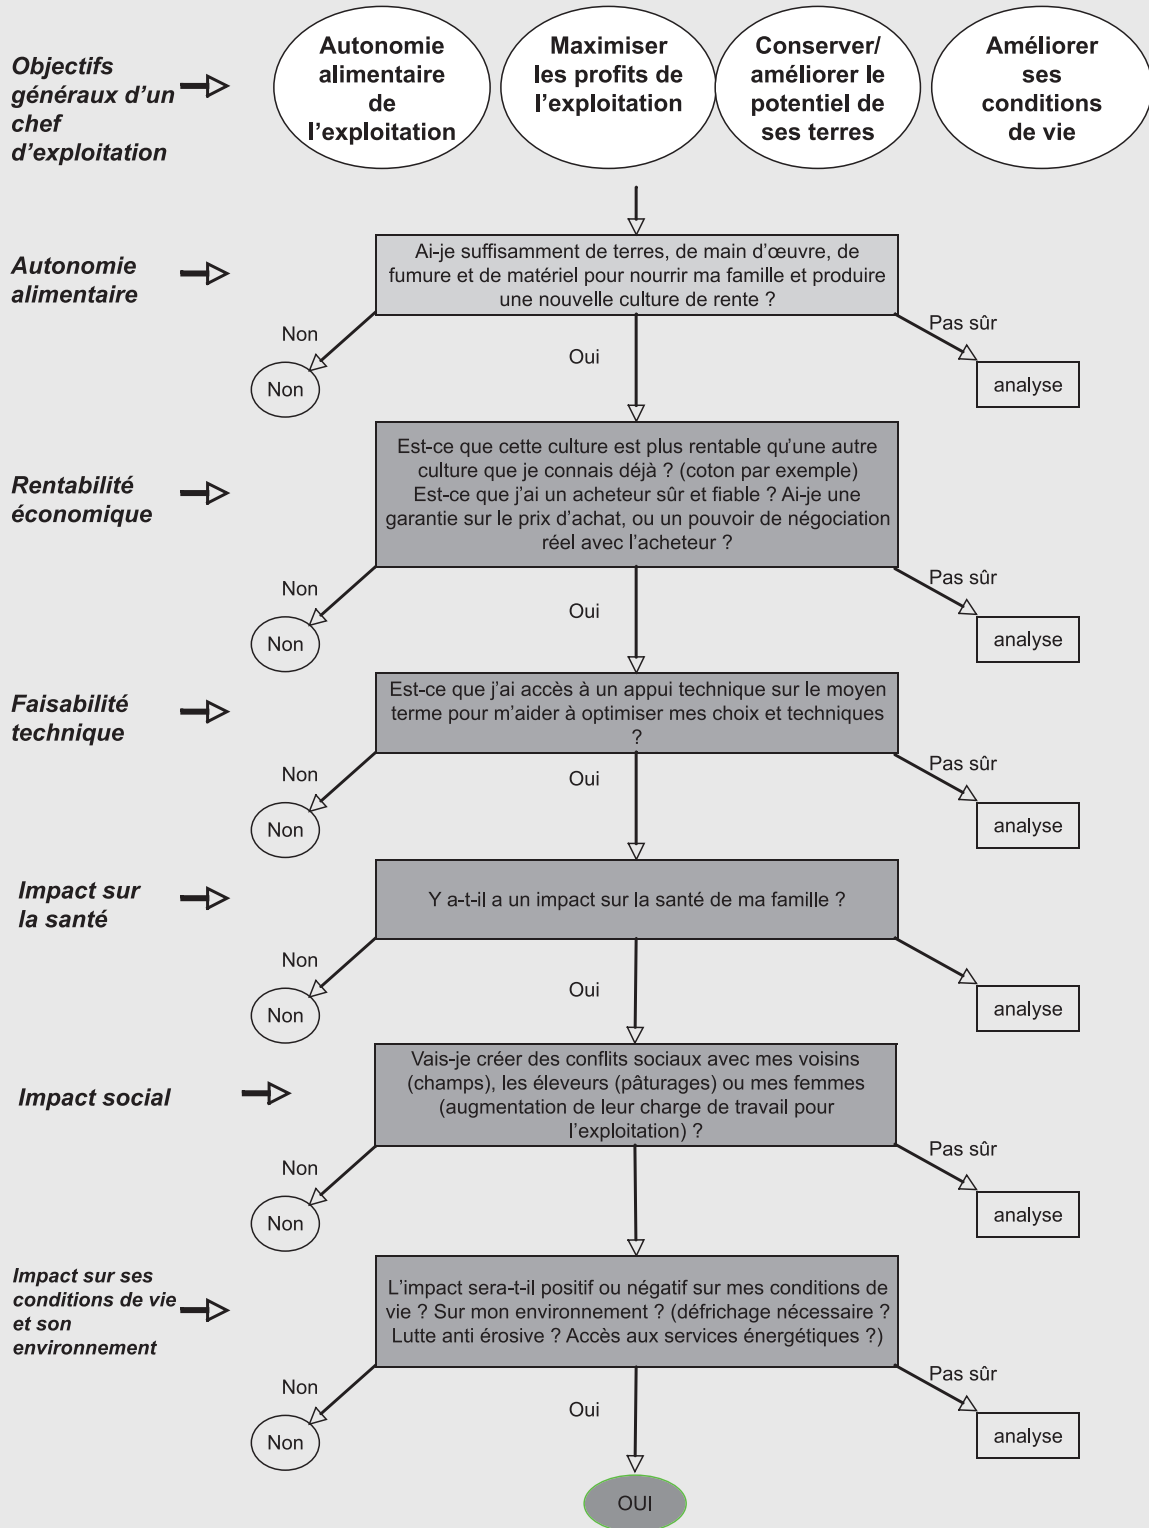 Objectifs
généraux d’un
chef
d’exploitation
Autonomie
alimentaire
de
l’exploitation
Maximiser
les profits de
l’exploitation
Conserver/
améliorer le
potentiel de
ses terres
Améliorer
ses
conditions
de vie
Autonomie
alimentaire
Ai-je suffisamment de terres, de main d’œuvre, de
fumure et de matériel pour nourrir ma famille et produire
une nouvelle culture de rente ?
Non
Oui
Pas sûr
Non
analyse
Rentabilité
économique
Est-ce que cette culture est plus rentable qu’une autre
culture que je connais déjà ? (coton par exemple)
Est-ce que j’ai un acheteur sûr et fiable ? Ai-je une
garantie sur le prix d’achat, ou un pouvoir de négociation
réel avec l’acheteur ?
Non
Oui
Pas sûr
Non
analyse
Faisabilité
technique
Est-ce que j’ai accès à un appui technique sur le moyen
terme pour m’aider à optimiser mes choix et techniques
?
Non
Oui
Pas sûr
Non
analyse
Impact sur
la santé
Y a-t-il a un impact sur la santé de ma famille ?
Non
Oui
Non
analyse
Impact social
Vais-je créer des conflits sociaux avec mes voisins
(champs), les éleveurs (pâturages) ou mes femmes
(augmentation de leur charge de travail pour
l’exploitation) ?
Non
Pas sûr
Non
analyse
Impact sur ses
conditions de vie
et son
environnement
L’impact sera-t-il positif ou négatif sur mes conditions de
vie ? Sur mon environnement ? (défrichage nécessaire ?
Lutte anti érosive ? Accès aux services énergétiques ?)
Non
Oui
Pas sûr
Non
analyse
OUI